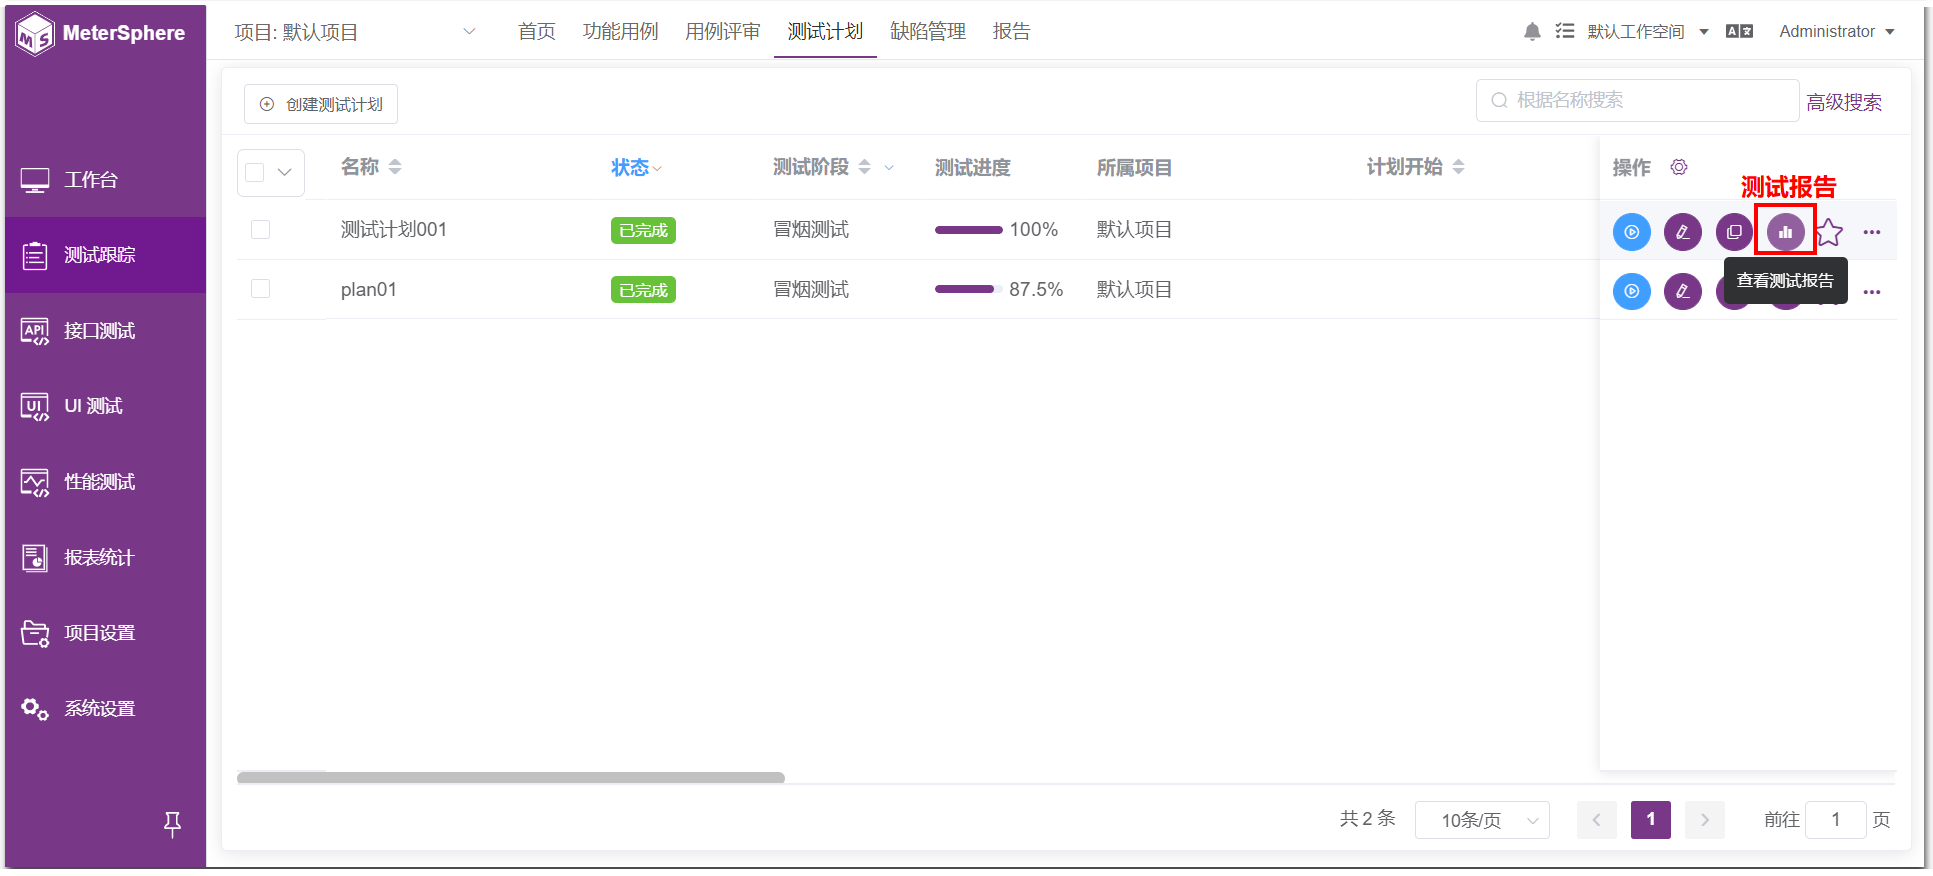 MeterSphere
项目: 默认项目
首页
功能用例
用例评审
测试计划
缺陷管理
报告
默认工作空间
Administrator
创建测试计划
根据名称搜索
高级搜索
名称
状态
测试阶段
测试进度
所属项目
计划开始
操作
测试报告
测试计划001
已完成
冒烟测试
100%
默认项目
plan01
已完成
冒烟测试
87.5%
默认项目
查看测试报告
工作台
测试跟踪
API
接口测试
UI
UI 测试
性能测试
报表统计
项目设置
系统设置
共 2 条
10条/页
1
前往
1
页